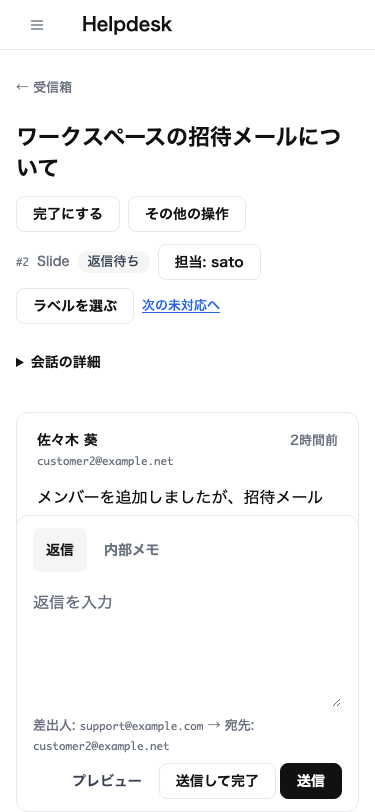 Helpdesk
← 受信箱
ワークスペースの招待メールにつ
いて
完了にする その他の操作
#2 Slide 返信待ち 担当: sato
ラベルを選ぶ 次の未対応へ
▶ 会話の詳細
佐々木 葵 2時間前
customer2@example.net
メンバーを追加しましたが、招待メール
返信 内部メモ
返信を入力
差出人: support@example.com → 宛先:
customer2@example.net
プレビュー 送信して完了 送信